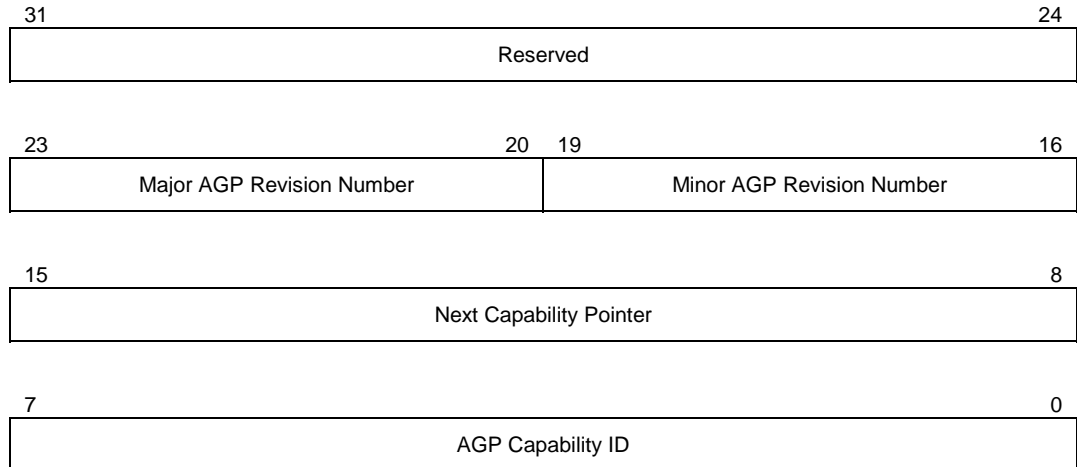 31 24
Reserved
23 20 19 16
Major AGP Revision Number Minor AGP Revision Number
15 8
Next Capability Pointer
7 0
AGP Capability ID